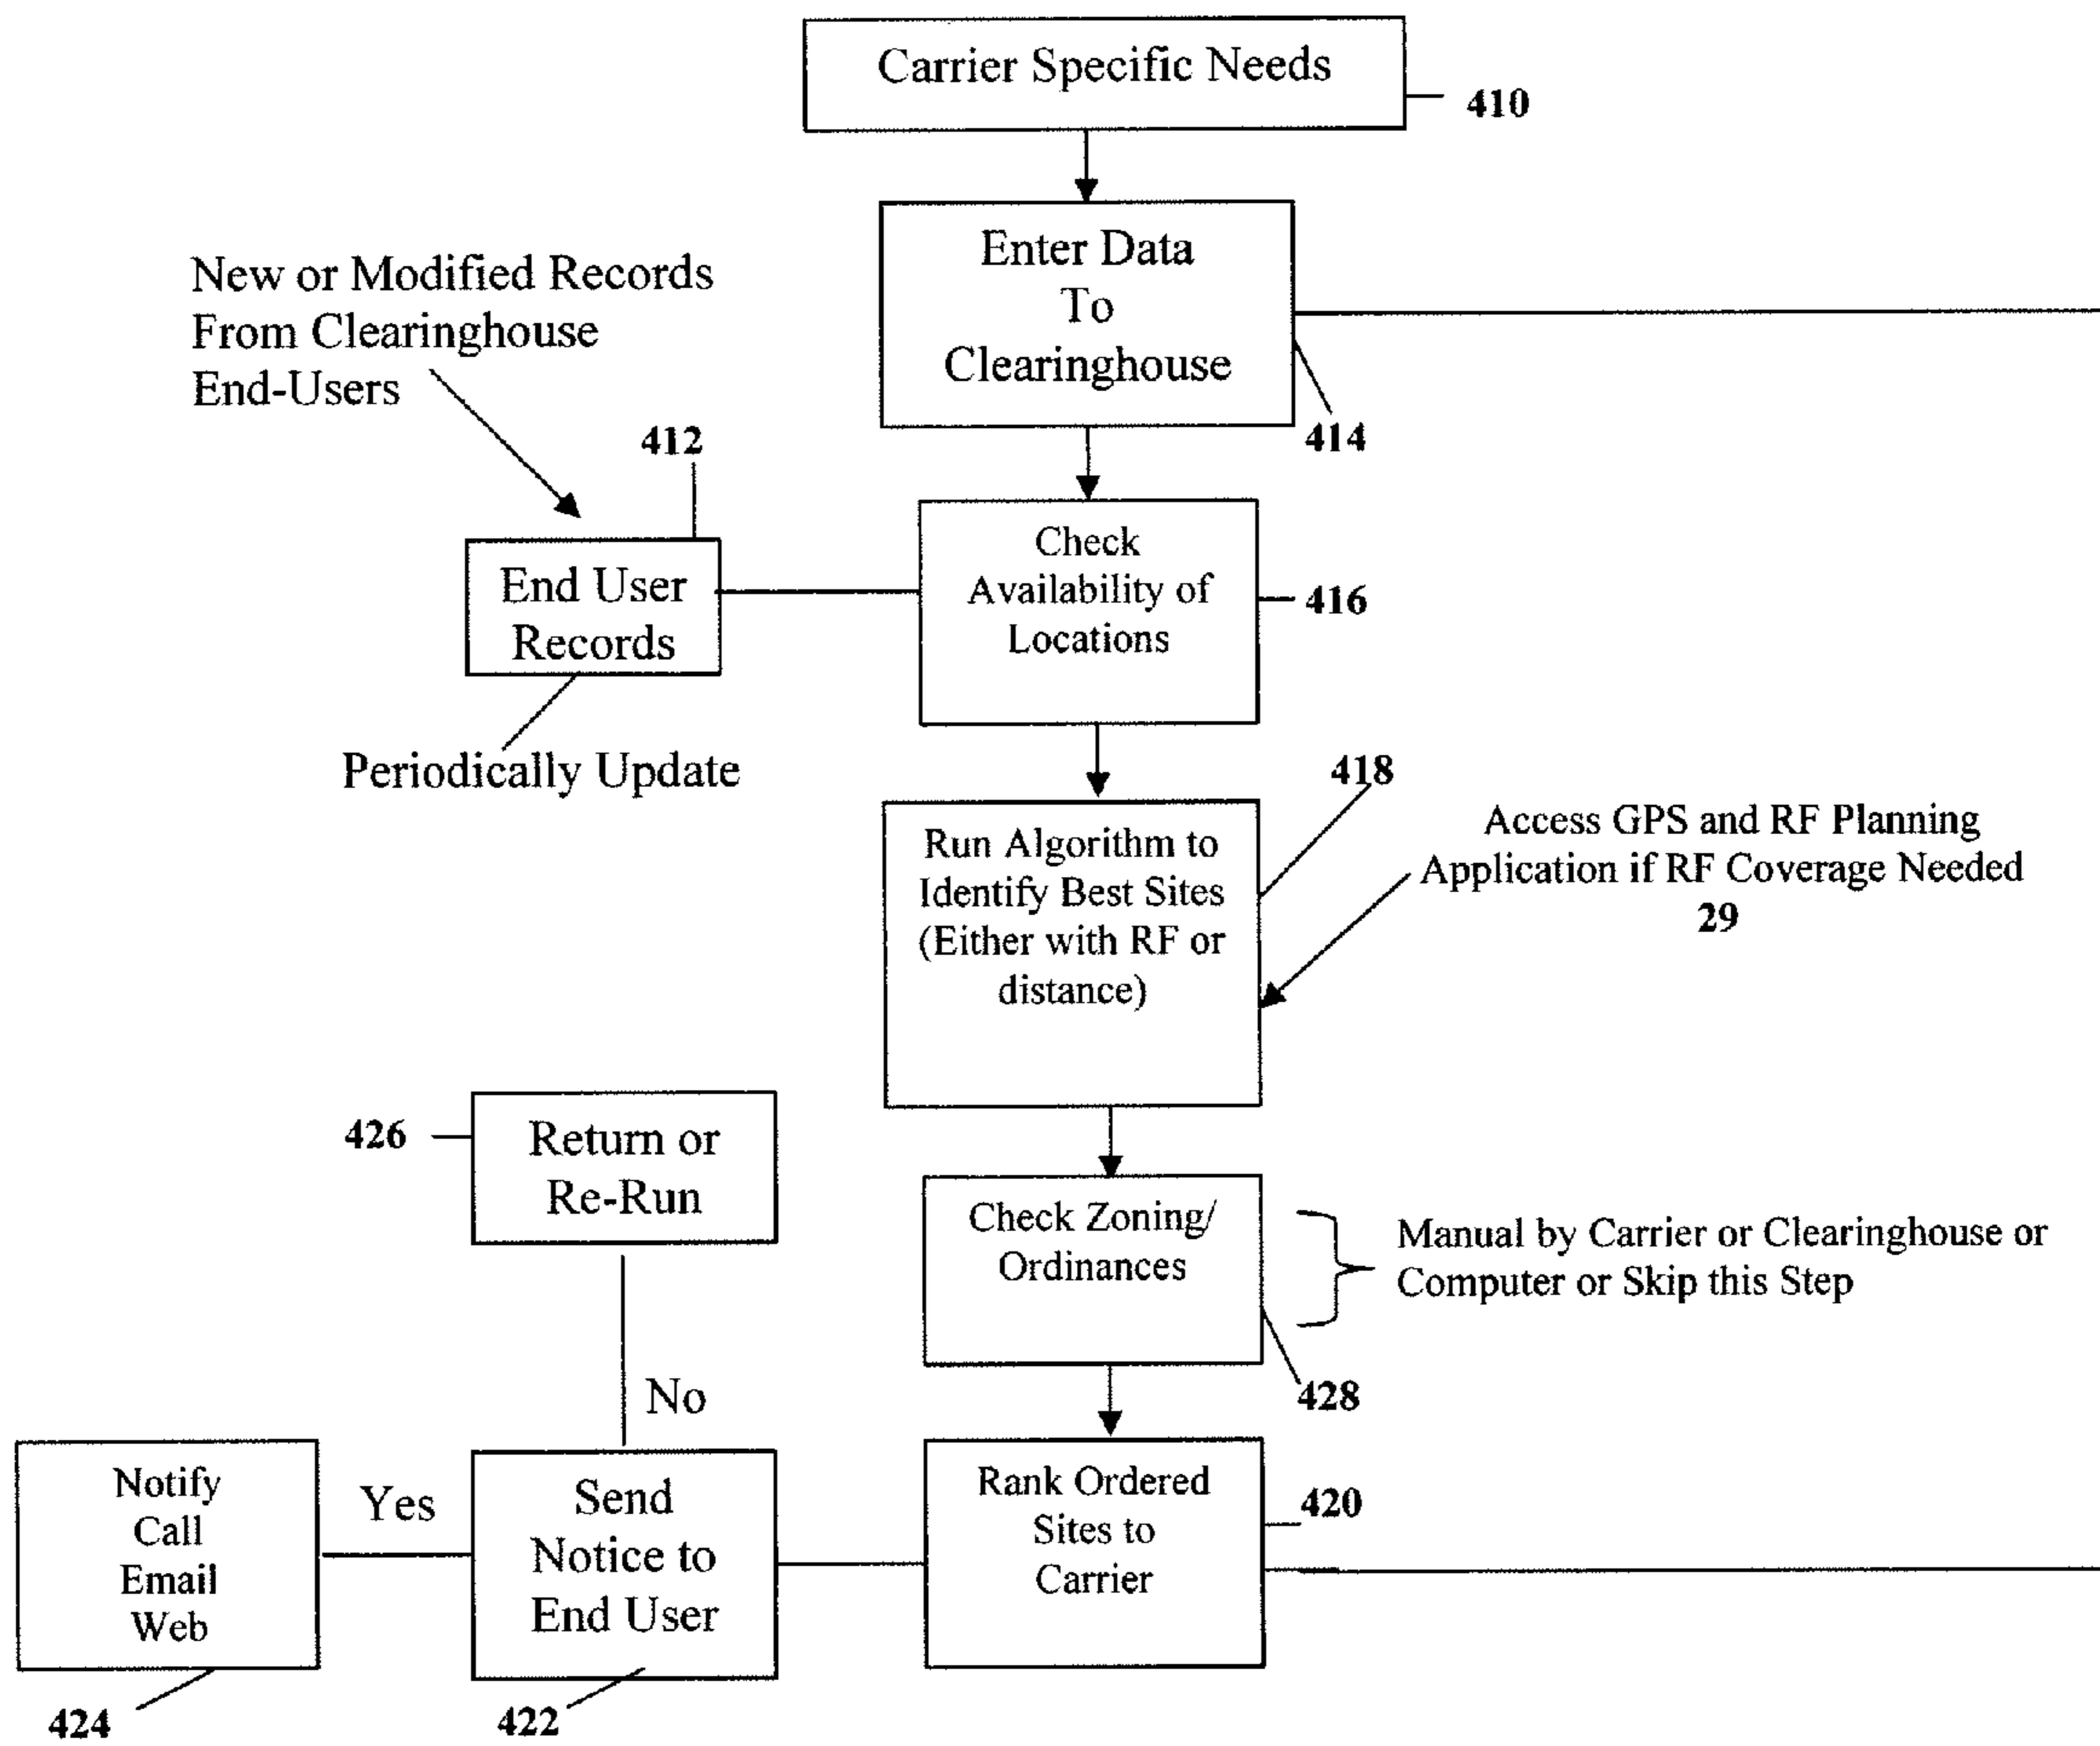 Carrier Specific Needs
410
Enter Data
To
Clearinghouse
414
New or Modified Records
From Clearinghouse
End-Users
412
End User
Records
Periodically Update
Check
Availability of
Locations
416
418
Run Algorithm to
Identify Best Sites
(Either with RF or
distance)
Access GPS and RF Planning
Application if RF Coverage Needed
29
426
Return or
Re-Run
Check Zoning/
Ordinances
Manual by Carrier or Clearinghouse or
Computer or Skip this Step
428
No
Notify
Call
Email
Web
Yes
Send
Notice to
End User
Rank Ordered
Sites to
Carrier
420
424
422